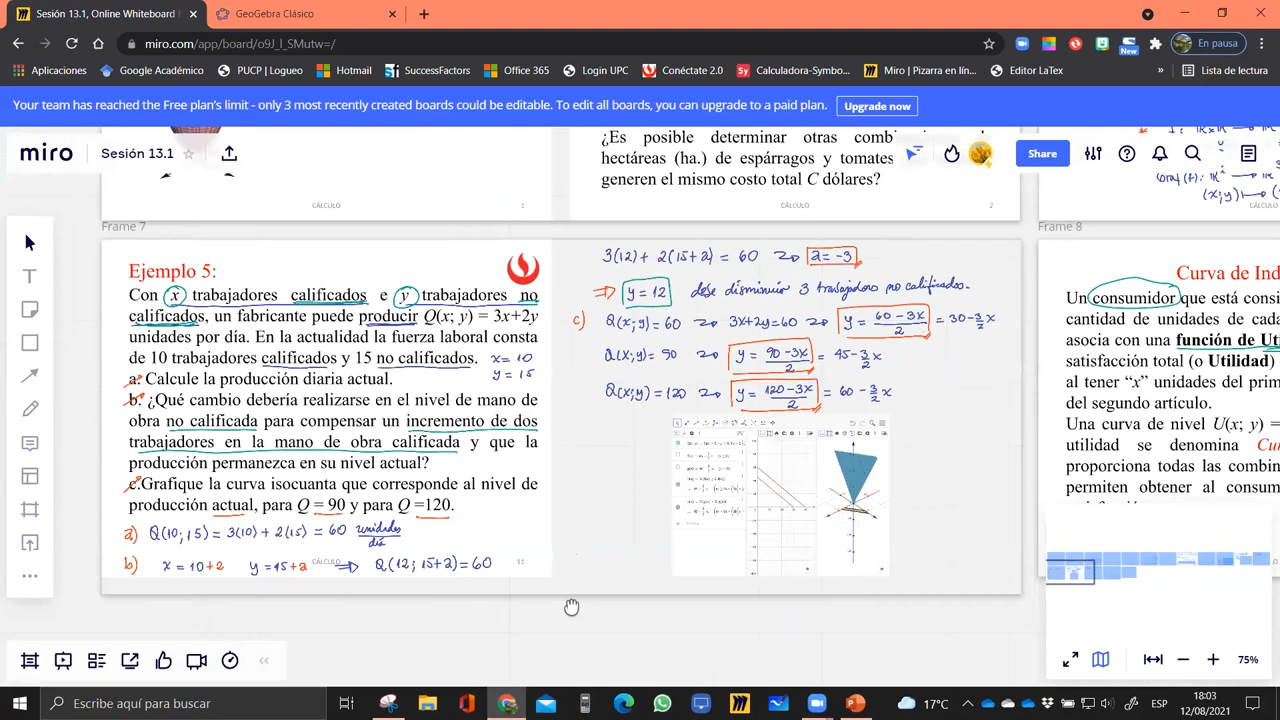 Sesión 13.1, Online Whiteboard f
GeoGebra Clásico
miro.com/app/board/o9J_l_SMutw=/
En pausa
Aplicaciones
Google Académico
PUCP | Logueo
Hotmail
SuccessFactors
Office 365
Login UPC
Conéctate 2.0
Calculadora-Symbo...
Miro | Pizarra en lín...
Editor LaTex
Lista de lectura
New
Your team has reached the Free plan's limit - only 3 most recently created boards could be editable. To edit all boards, you can upgrade to a paid plan.
Upgrade now
miro
Sesión 13.1
Share
¿Es posible determinar otras comb
hectáreas (ha.) de espárragos y tomates
generen el mismo costo total C dólares?
CÁLCULO 1
CÁLCULO 2
Frame 7
Frame 8
Ejemplo 5:
Con x trabajadores calificados e y trabajadores no
calificados, un fabricante puede producir Q(x; y) = 3x+2y
unidades por día. En la actualidad la fuerza laboral consta
de 10 trabajadores calificados y 15 no calificados.
x=10
y=15
a. Calcule la producción diaria actual.
b. ¿Qué cambio debería realizarse en el nivel de mano de
obra no calificada para compensar un incremento de dos
trabajadores en la mano de obra calificada y que la
producción permanezca en su nivel actual?
c. Grafique la curva isocuanta que corresponde al nivel de
producción actual, para Q = 90 y para Q =120.
a) Q(10;15) = 3(10) + 2(15) = 60 unidades/día
b) x = 10+2 y = 15+a ⇒ Q(12; 15+a) = 60
CÁLCULO 11
3(12) + 2(15+a) = 60 a = -3
⇒ y = 12 debe disminuir 3 trabajadores no calificados.
c) Q(x;y) = 60 3x+2y=60 y = (60-3x)/2 = 30 - 3/2 x
Q(x;y) = 90 y = (90-3x)/2 = 45 - 3/2 x
Q(x;y) = 120 y = (120-3x)/2 = 60 - 3/2 x
Curva de Ind
Un consumidor que está consi
cantidad de unidades de cada
asocia con una función de Uti
satisfacción total (o Utilidad)
al tener "x" unidades del prim
del segundo artículo.
Una curva de nivel U(x; y) =
utilidad se denomina Curv
proporciona todas las combin
permiten obtener al consum
75%
Escribe aquí para buscar
17°C
ESP
18:03
12/08/2021